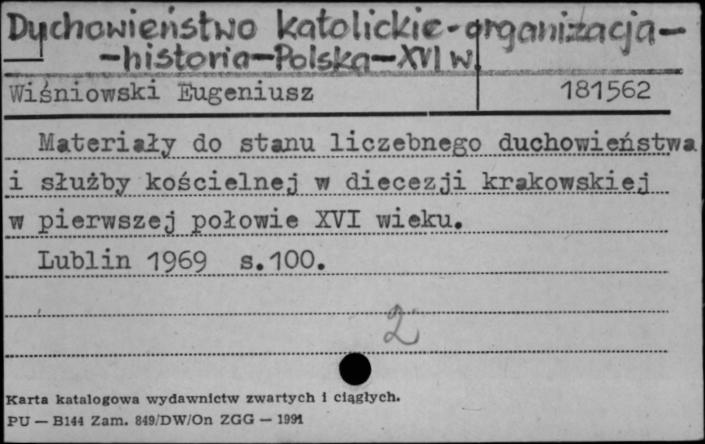 Duchowieństwo katolickie-organizacja-
-historia-Polska-XVI w.
Wiśniowski Eugeniusz 181562
Materiały do stanu liczebnego duchowieństwa
i służby kościelnej w diecezji krakowskiej
w pierwszej połowie XVI wieku.
Lublin 1969 s.100.
2
Karta katalogowa wydawnictw zwartych i ciągłych.
PU — B144 Zam. 849/DW/On ZGG — 1991